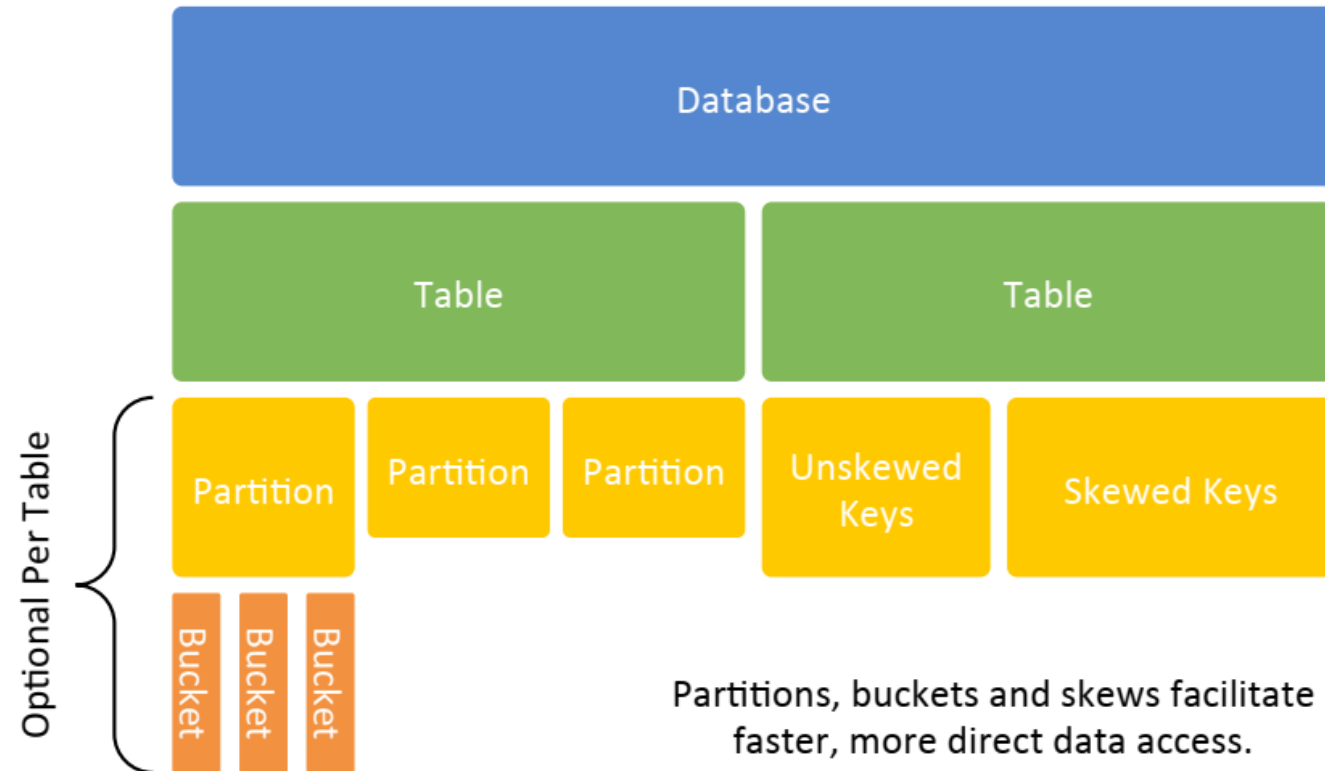 Database
Table
Table
Optional Per Table
Partition
Partition
Partition
Unskewed
Keys
Skewed Keys
Bucket
Bucket
Bucket
Partitions, buckets and skews facilitate
faster, more direct data access.